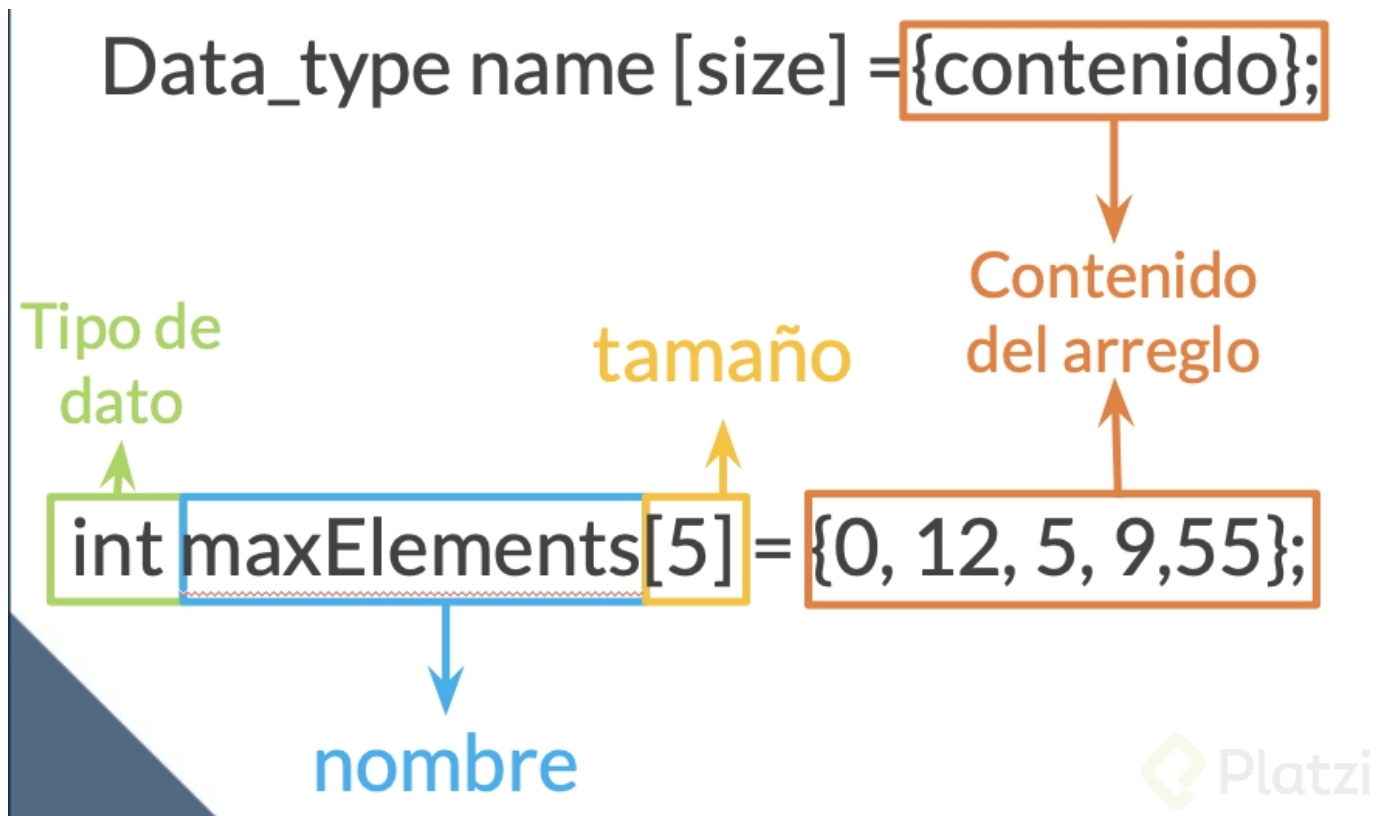 Data_type name [size] ={contenido};
Contenido
del arreglo
Tipo de
dato
tamaño
int maxElements[5] = {0, 12, 5, 9,55};
nombre
Platzi